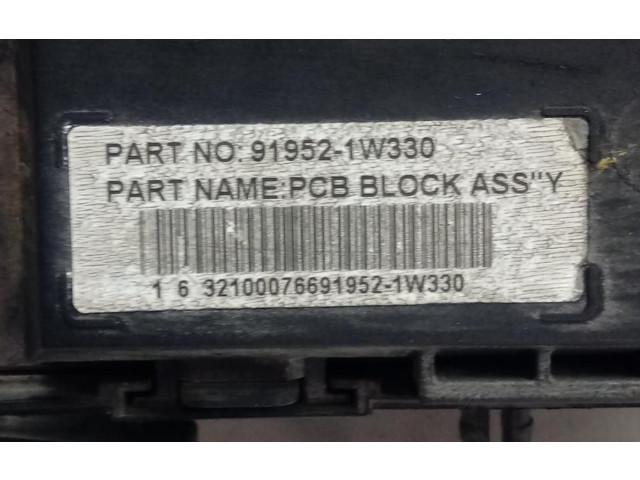 PART NO: 91952-1W330
PART NAME:PCB BLOCK ASS"Y
1 6 32100076691952-1W330